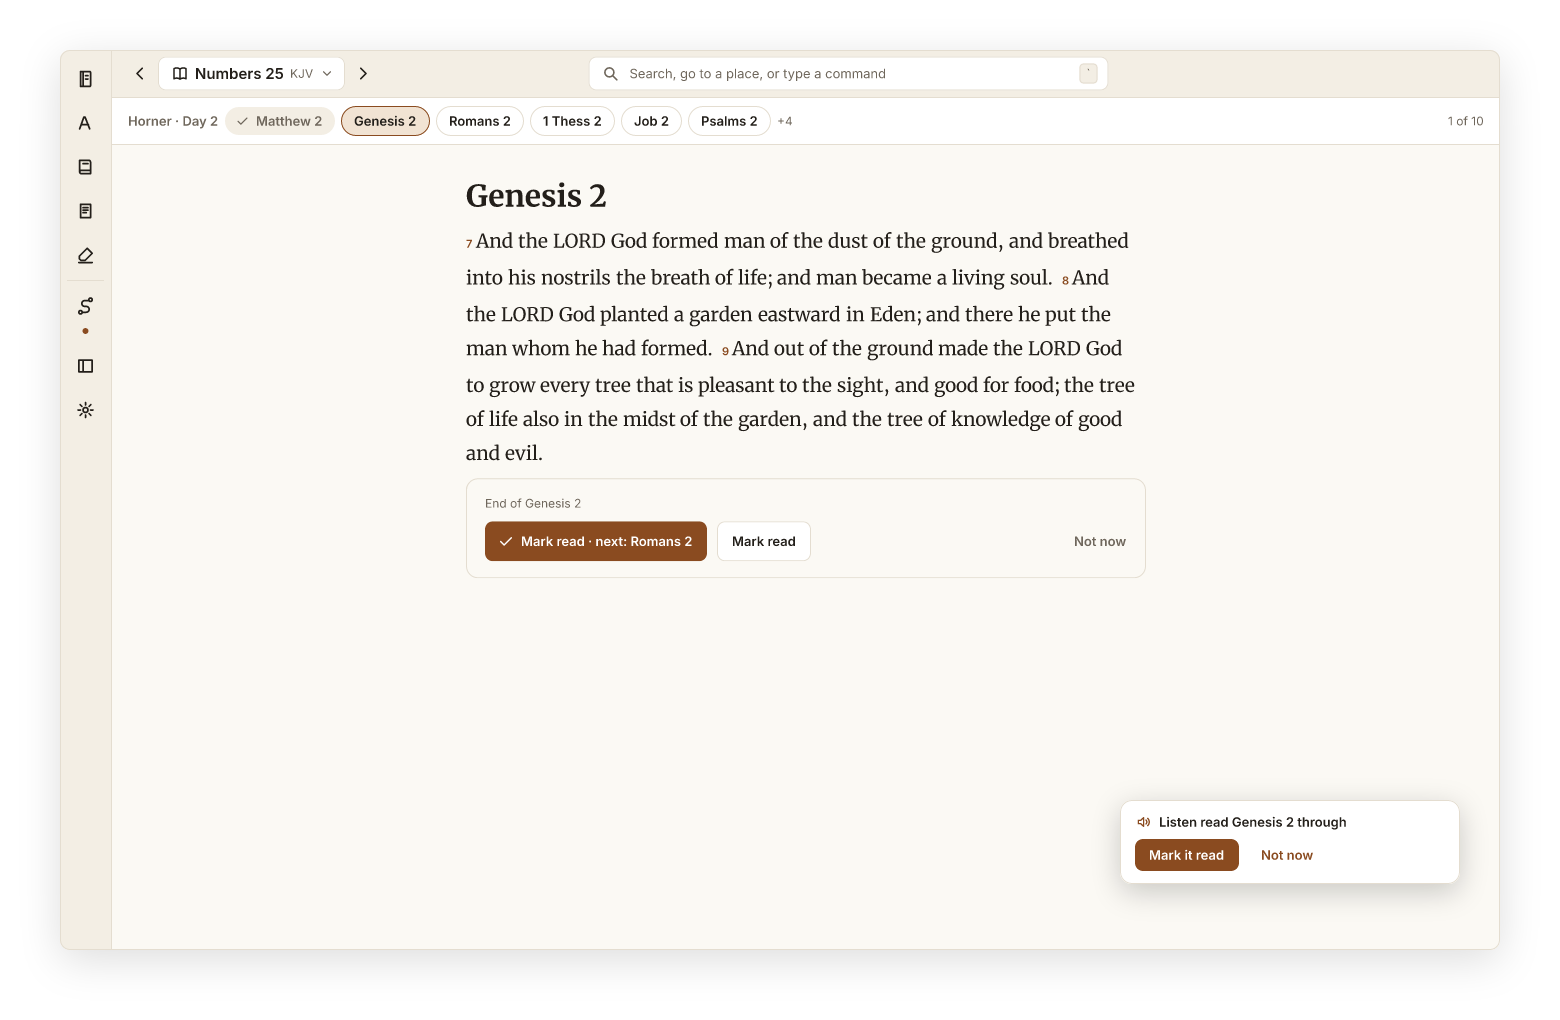 Numbers 25 KJV
Search, go to a place, or type a command
Horner · Day 2
Matthew 2
Genesis 2
Romans 2
1 Thess 2
Job 2
Psalms 2
+4
1 of 10
Genesis 2
7 And the LORD God formed man of the dust of the ground, and breathed
into his nostrils the breath of life; and man became a living soul. 8 And
the LORD God planted a garden eastward in Eden; and there he put the
man whom he had formed. 9 And out of the ground made the LORD God
to grow every tree that is pleasant to the sight, and good for food; the tree
of life also in the midst of the garden, and the tree of knowledge of good
and evil.
End of Genesis 2
Mark read · next: Romans 2
Mark read
Not now
Listen read Genesis 2 through
Mark it read
Not now